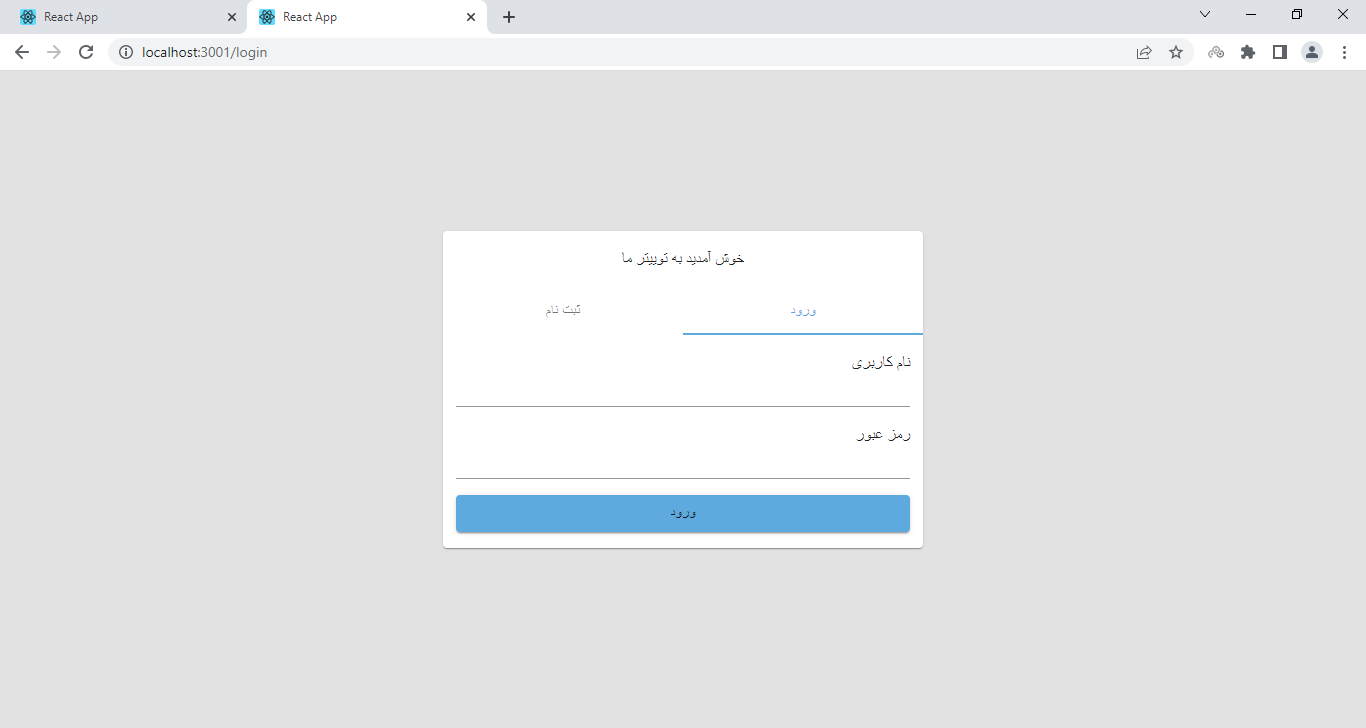 React App
React App
localhost:3001/login
خوش آمدید به توییتر ما
ورود
ثبت نام
نام کاربری
رمز عبور
ورود